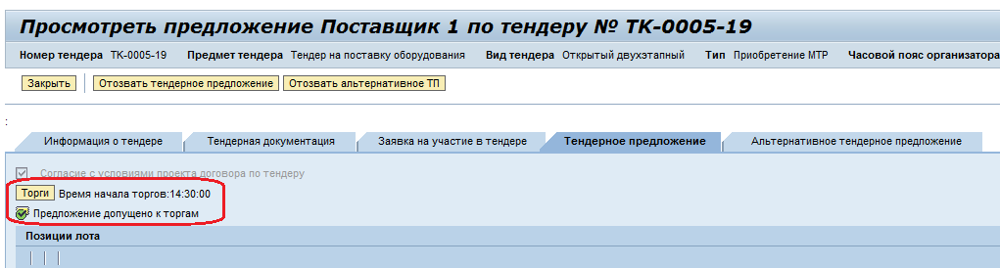 Просмотреть предложение Поставщик 1 по тендеру № ТК-0005-19
Номер тендера ТК-0005-19 Предмет тендера Тендер на поставку оборудования Вид тендера Открытый двухэтапный Тип Приобретение МТР Часовой пояс организатора
Закрыть Отозвать тендерное предложение Отозвать альтернативное ТП
:
Информация о тендере Тендерная документация Заявка на участие в тендере Тендерное предложение Альтернативное тендерное предложение
Согласие с условиями проекта договора по тендеру
Торги Время начала торгов:14:30:00
Предложение допущено к торгам
Позиции лота